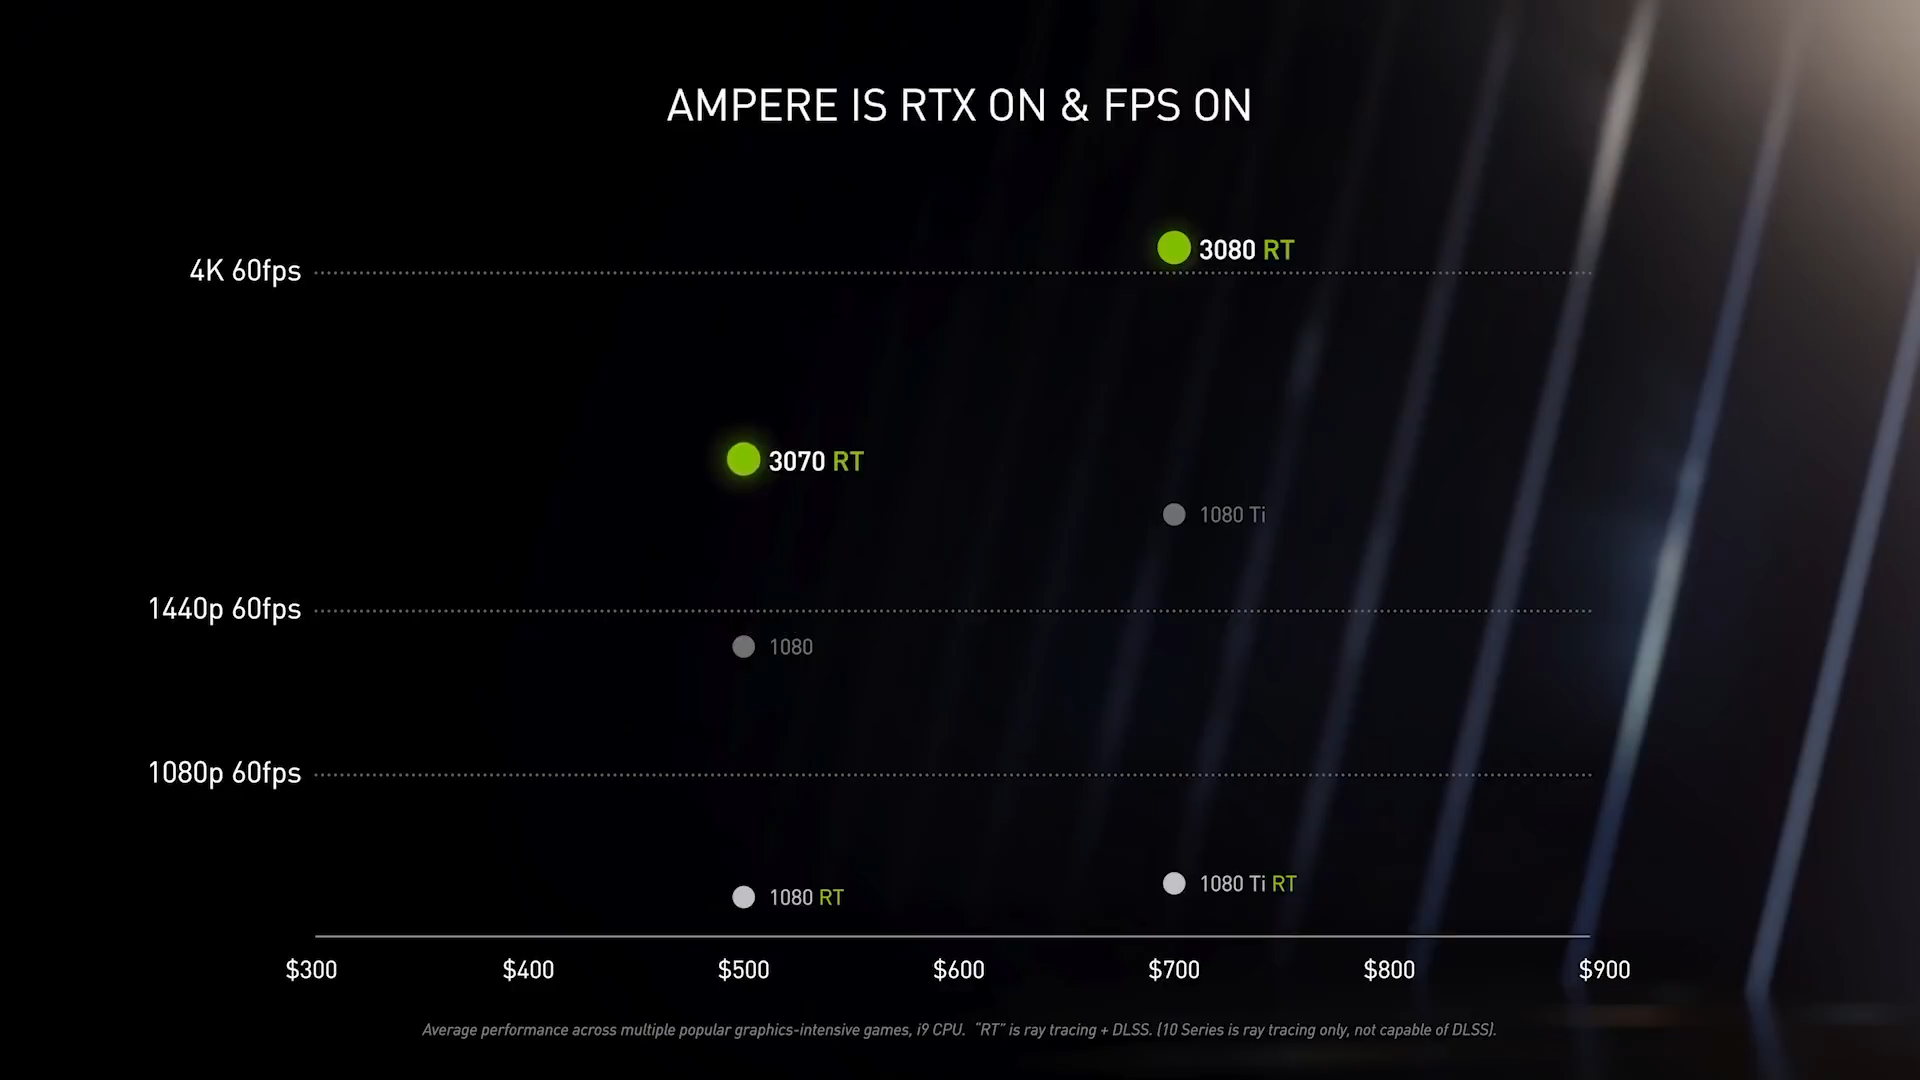 AMPERE IS RTX ON & FPS ON
3080 RT
4K 60fps
3070 RT
1080 Ti
1440p 60fps
1080
1080p 60fps
1080 Ti RT
1080 RT
$300 $400 $500 $600 $700 $800 $900
Average performance across multiple popular graphics-intensive games, i9 CPU. "RT" is ray tracing + DLSS. (10 Series is ray tracing only, not capable of DLSS).